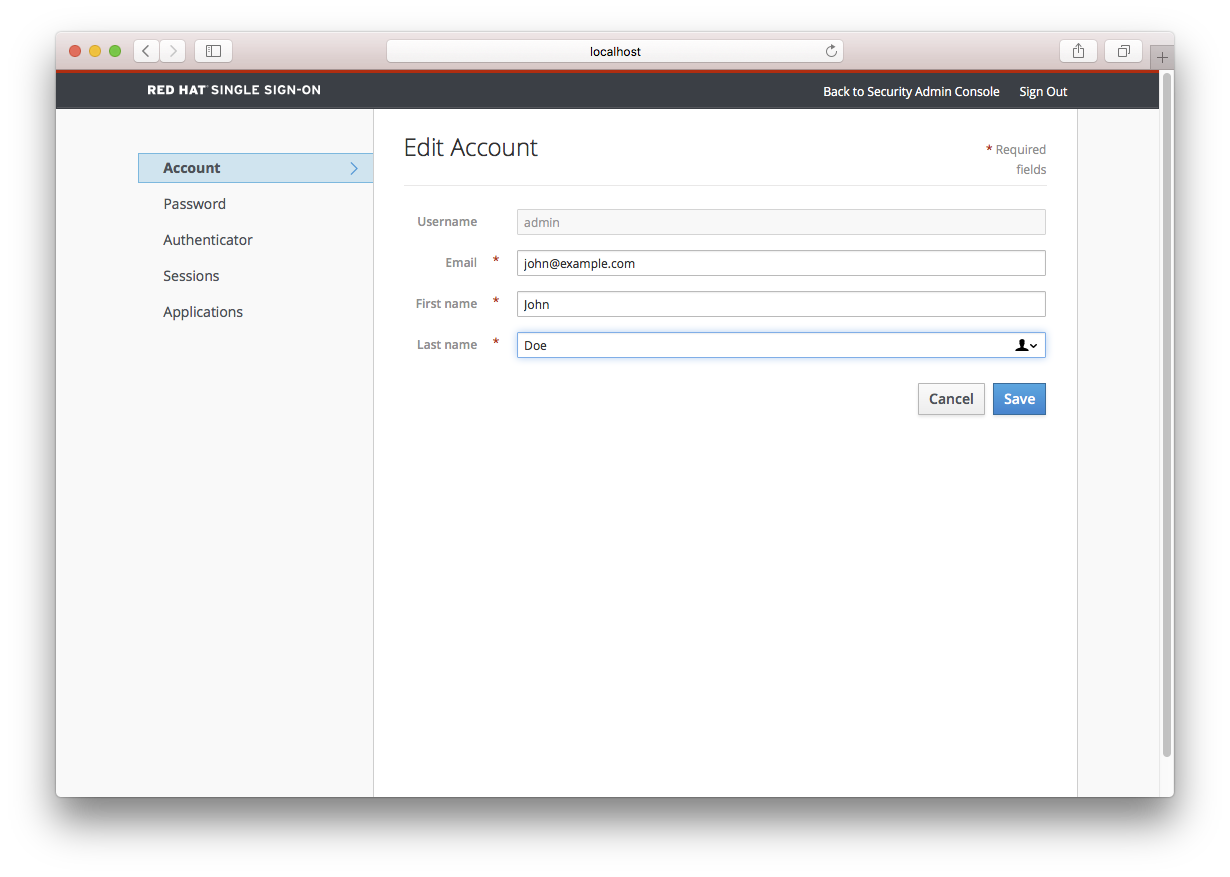 localhost
RED HAT SINGLE SIGN-ON
Back to Security Admin Console Sign Out
Account
Password
Authenticator
Sessions
Applications
Edit Account
* Required
fields
Username admin
Email * john@example.com
First name * John
Last name * Doe
Cancel Save